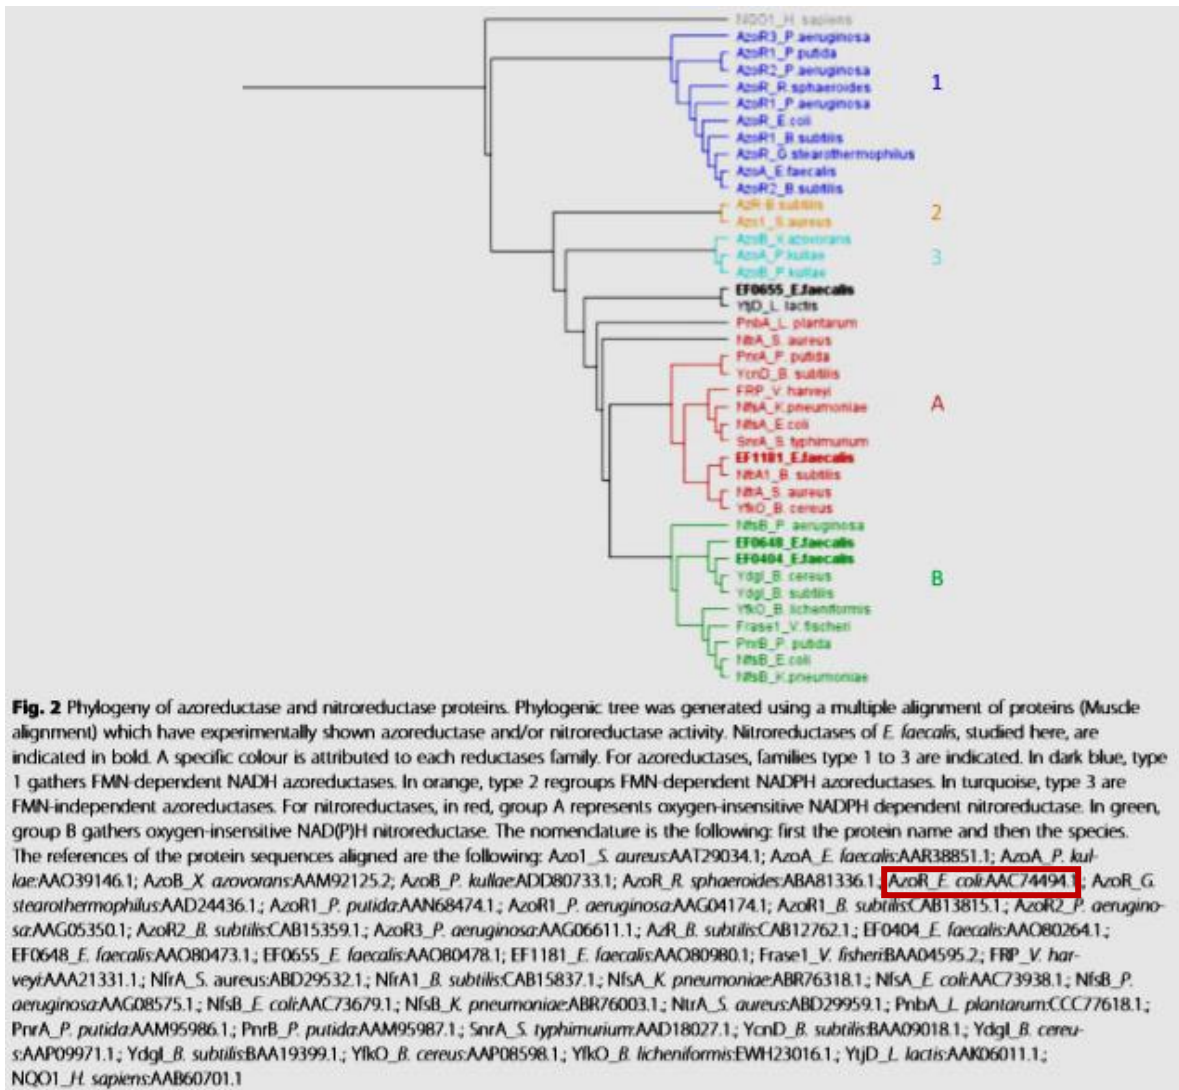 NQO1_H. sapiens
AzoR3_P.aeruginosa
AzoR1_P.putida
AzoR2_P.aeruginosa
AzoR_R.sphaeroides
AzoR1_P.aeruginosa
AzoR_E.coli
AzoR1_B.subtilis
AzoR_G.stearothermophilus
AzoA_E.faecalis
AzoR2_B.subtilis
1
AzR-B.subtilis
Azo1_S.aureus
2
AzoB_X.azovorans
AzoA_P.kullae
AzoB_P.kullae
3
EF0655_E.faecalis
YtjD_L. lactis
PnbA_L. plantarum
NtrA_S. aureus
PnrA_P. putida
YcnD_B. subtilis
FRP_V. harveyi
NfsA_K.pneumoniae
NfsA_E.coli
SnrA_S. typhimurium
EF1181_E.faecalis
NfrA1_B. subtilis
NfrA_S. aureus
YfkO_B. cereus
A
NfsB_P. aeruginosa
EF0648_E.faecalis
EF0404_E.faecalis
YdgI_B. cereus
YdgI_B. subtilis
YfkO_B. licheniformis
Frase1_V. fischeri
PnrB_P. putida
NfsB_E.coli
NfsB_K.pneumoniae
B
Fig. 2 Phylogeny of azoreductase and nitroreductase proteins. Phylogenic tree was generated using a multiple alignment of proteins (Muscle
alignment) which have experimentally shown azoreductase and/or nitroreductase activity. Nitroreductases of E. faecalis, studied here, are
indicated in bold. A specific colour is attributed to each reductases family. For azoreductases, families type 1 to 3 are indicated. In dark blue, type
1 gathers FMN-dependent NADH azoreductases. In orange, type 2 regroups FMN-dependent NADPH azoreductases. In turquoise, type 3 are
FMN-independent azoreductases. For nitroreductases, in red, group A represents oxygen-insensitive NADPH dependent nitroreductase. In green,
group B gathers oxygen-insensitive NAD(P)H nitroreductase. The nomenclature is the following: first the protein name and then the species.
The references of the protein sequences aligned are the following: Azo1_S. aureus:AAT29034.1; AzoA_E. faecalis:AAR38851.1; AzoA_P. kul-
lae:AAO39146.1; AzoB_X. azovorans:AAM92125.2; AzoB_P. kullae:ADD80733.1; AzoR_R. sphaeroides:ABA81336.1; AzoR_E. coli:AAC74494.1; AzoR_G.
stearothermophilus:AAD24436.1.; AzoR1_P. putida:AAN68474.1.; AzoR1_P. aeruginosa:AAG04174.1; AzoR1_B. subtilis:CAB13815.1.; AzoR2_P. aerugino-
sa:AAG05350.1; AzoR2_B. subtilis:CAB15359.1.; AzoR3_P. aeruginosa:AAG06611.1.; AzR_B. subtilis:CAB12762.1.; EF0404_E. faecalis:AAO80264.1.;
EF0648_E. faecalis:AAO80473.1.; EF0655_E. faecalis:AAO80478.1.; EF1181_E. faecalis:AAO80980.1.; Frase1_V. fisheri:BAA04595.2.; FRP_V. har-
veyi:AAA21331.1.; NfrA_S. aureus:ABD29532.1.; NfrA1_B. subtilis:CAB15837.1.; NfsA_K. pneumoniae:ABR76318.1.; NfsA_E. coli:AAC73938.1.; NfsB_P.
aeruginosa:AAG08575.1.; NfsB_E. coli:AAC73679.1.; NfsB_K. pneumoniae:ABR76003.1.; NtrA_S. aureus:ABD29959.1.; PnbA_L. plantarum:CCC77618.1.;
PnrA_P. putida:AAM95986.1.; PnrB_P. putida:AAM95987.1.; SnrA_S. typhimurium:AAD18027.1.; YcnD_B. subtilis:BAA09018.1.; YdgI_B. cereu-
s:AAP09971.1.; YdgI_B. subtilis:BAA19399.1.; YfkO_B. cereus:AAP08598.1.; YfkO_B. licheniformis:EWH23016.1.; YtjD_L. lactis:AAK06011.1.;
NQO1_H. sapiens:AAB60701.1